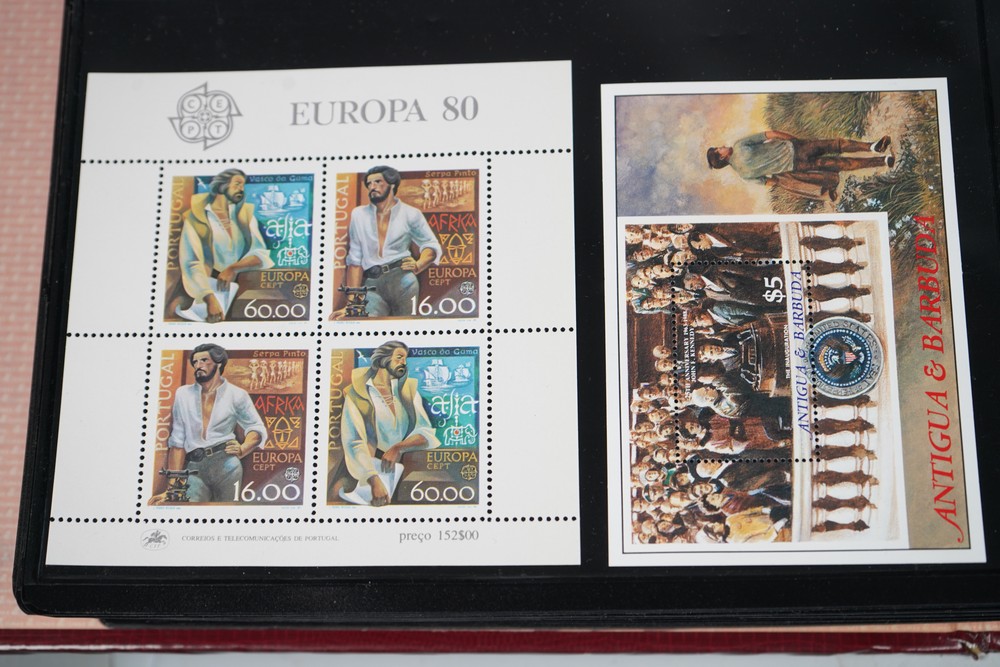 CEPT
EUROPA 80
PORTUGAL
Vasco da Gama
aſia
EUROPA
CEPT
60.00
PORTUGAL
Serpa Pinto
AFRICA
EUROPA
CEPT
16.00
PORTUGAL
Serpa Pinto
AFRICA
EUROPA
CEPT
16.00
PORTUGAL
Vasco da Gama
aſia
EUROPA
CEPT
60.00
CORREIOS E TELECOMUNICAÇÕES DE PORTUGAL
preço 152$00
$5
JOHN F. KENNEDY
THE INAUGURATION
ANTIGUA & BARBUDA
ANTIGUA & BARBUDA